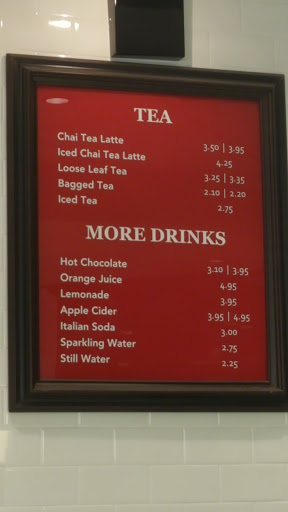 TEA
Chai Tea Latte 3.50 | 3.95
Iced Chai Tea Latte 4.25
Loose Leaf Tea 3.25 | 3.35
Bagged Tea 2.10 | 2.20
Iced Tea 2.75
MORE DRINKS
Hot Chocolate 3.10 | 3.95
Orange Juice 4.95
Lemonade 3.95
Apple Cider 3.95 | 4.95
Italian Soda 3.00
Sparkling Water 2.75
Still Water 2.25